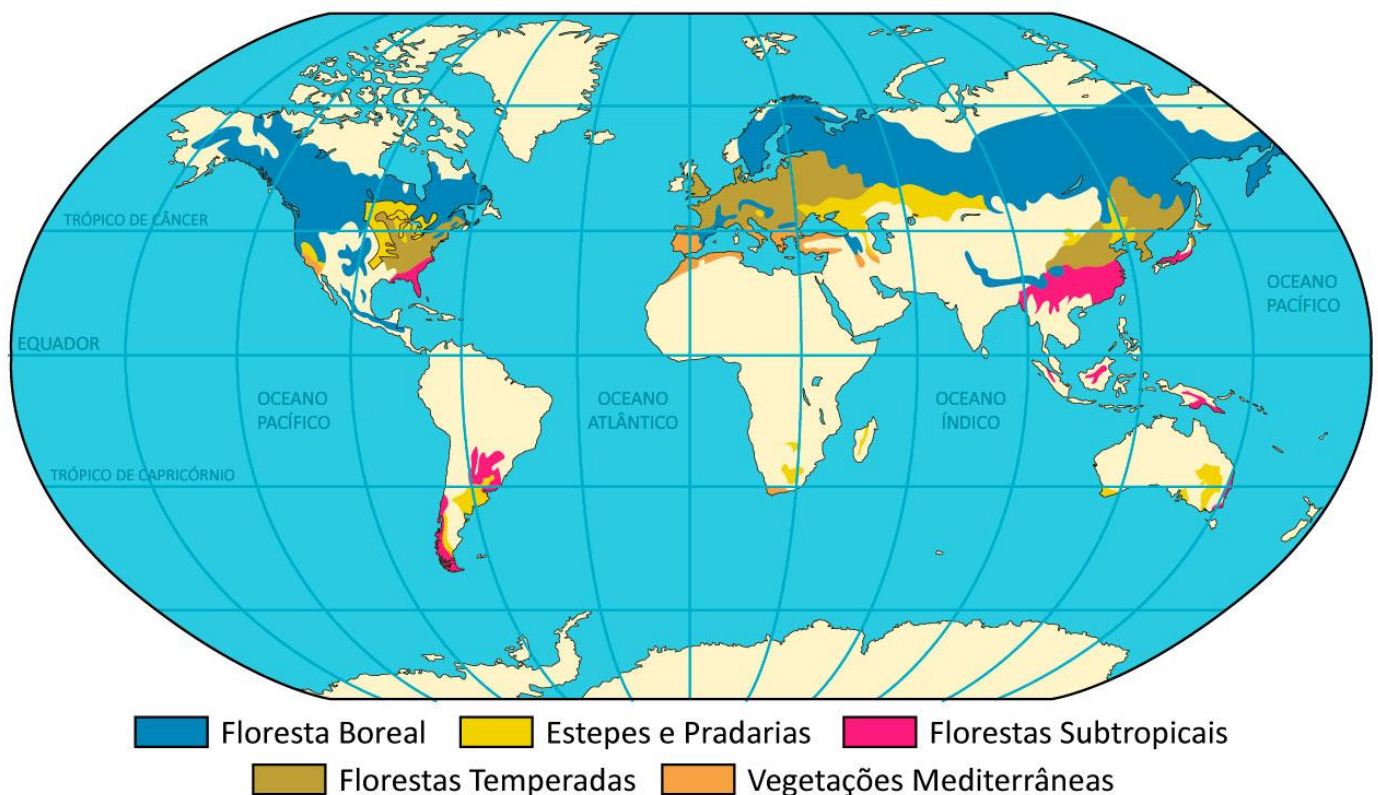 TRÓPICO DE CÂNCER
OCEANO
PACÍFICO
EQUADOR
OCEANO
PACÍFICO
OCEANO
ATLÂNTICO
OCEANO
ÍNDICO
TRÓPICO DE CAPRICÓRNIO
Floresta Boreal
Estepes e Pradarias
Florestas Subtropicais
Florestas Temperadas
Vegetações Mediterrâneas